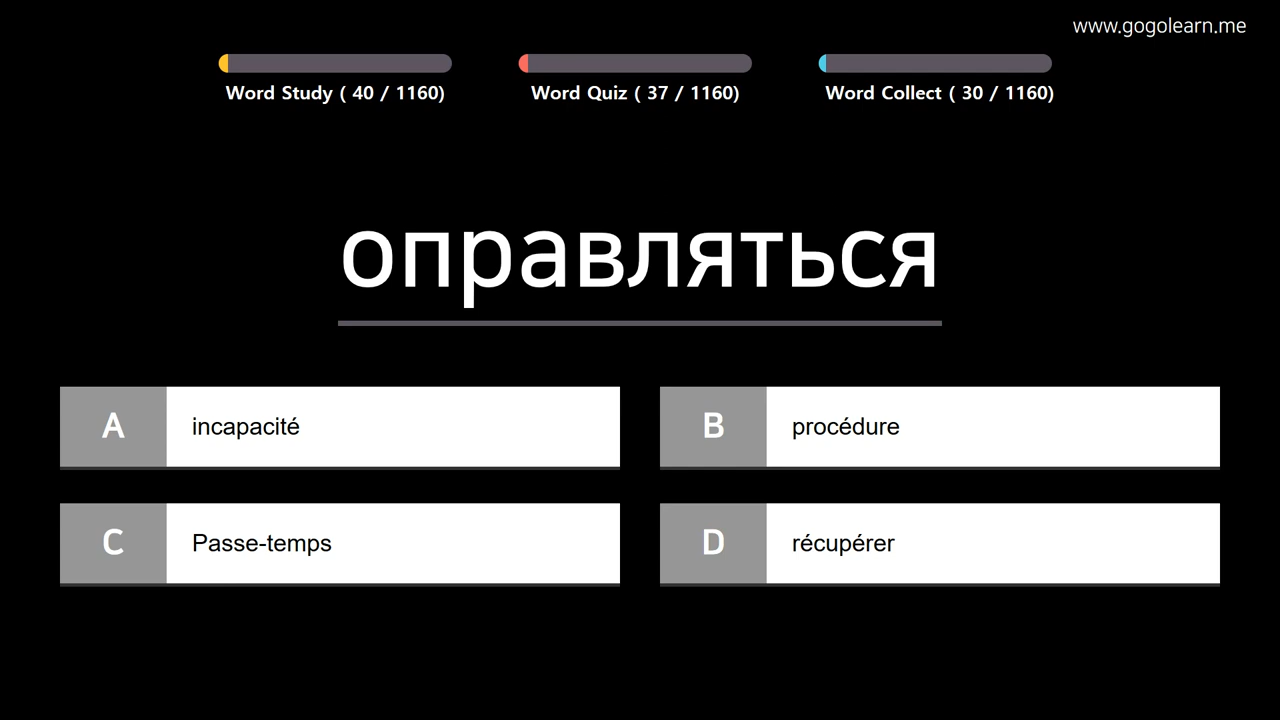 www.gogolearn.me
Word Study ( 40 / 1160)
Word Quiz ( 37 / 1160)
Word Collect ( 30 / 1160)
оправляться
A incapacité
B procédure
C Passe-temps
D récupérer